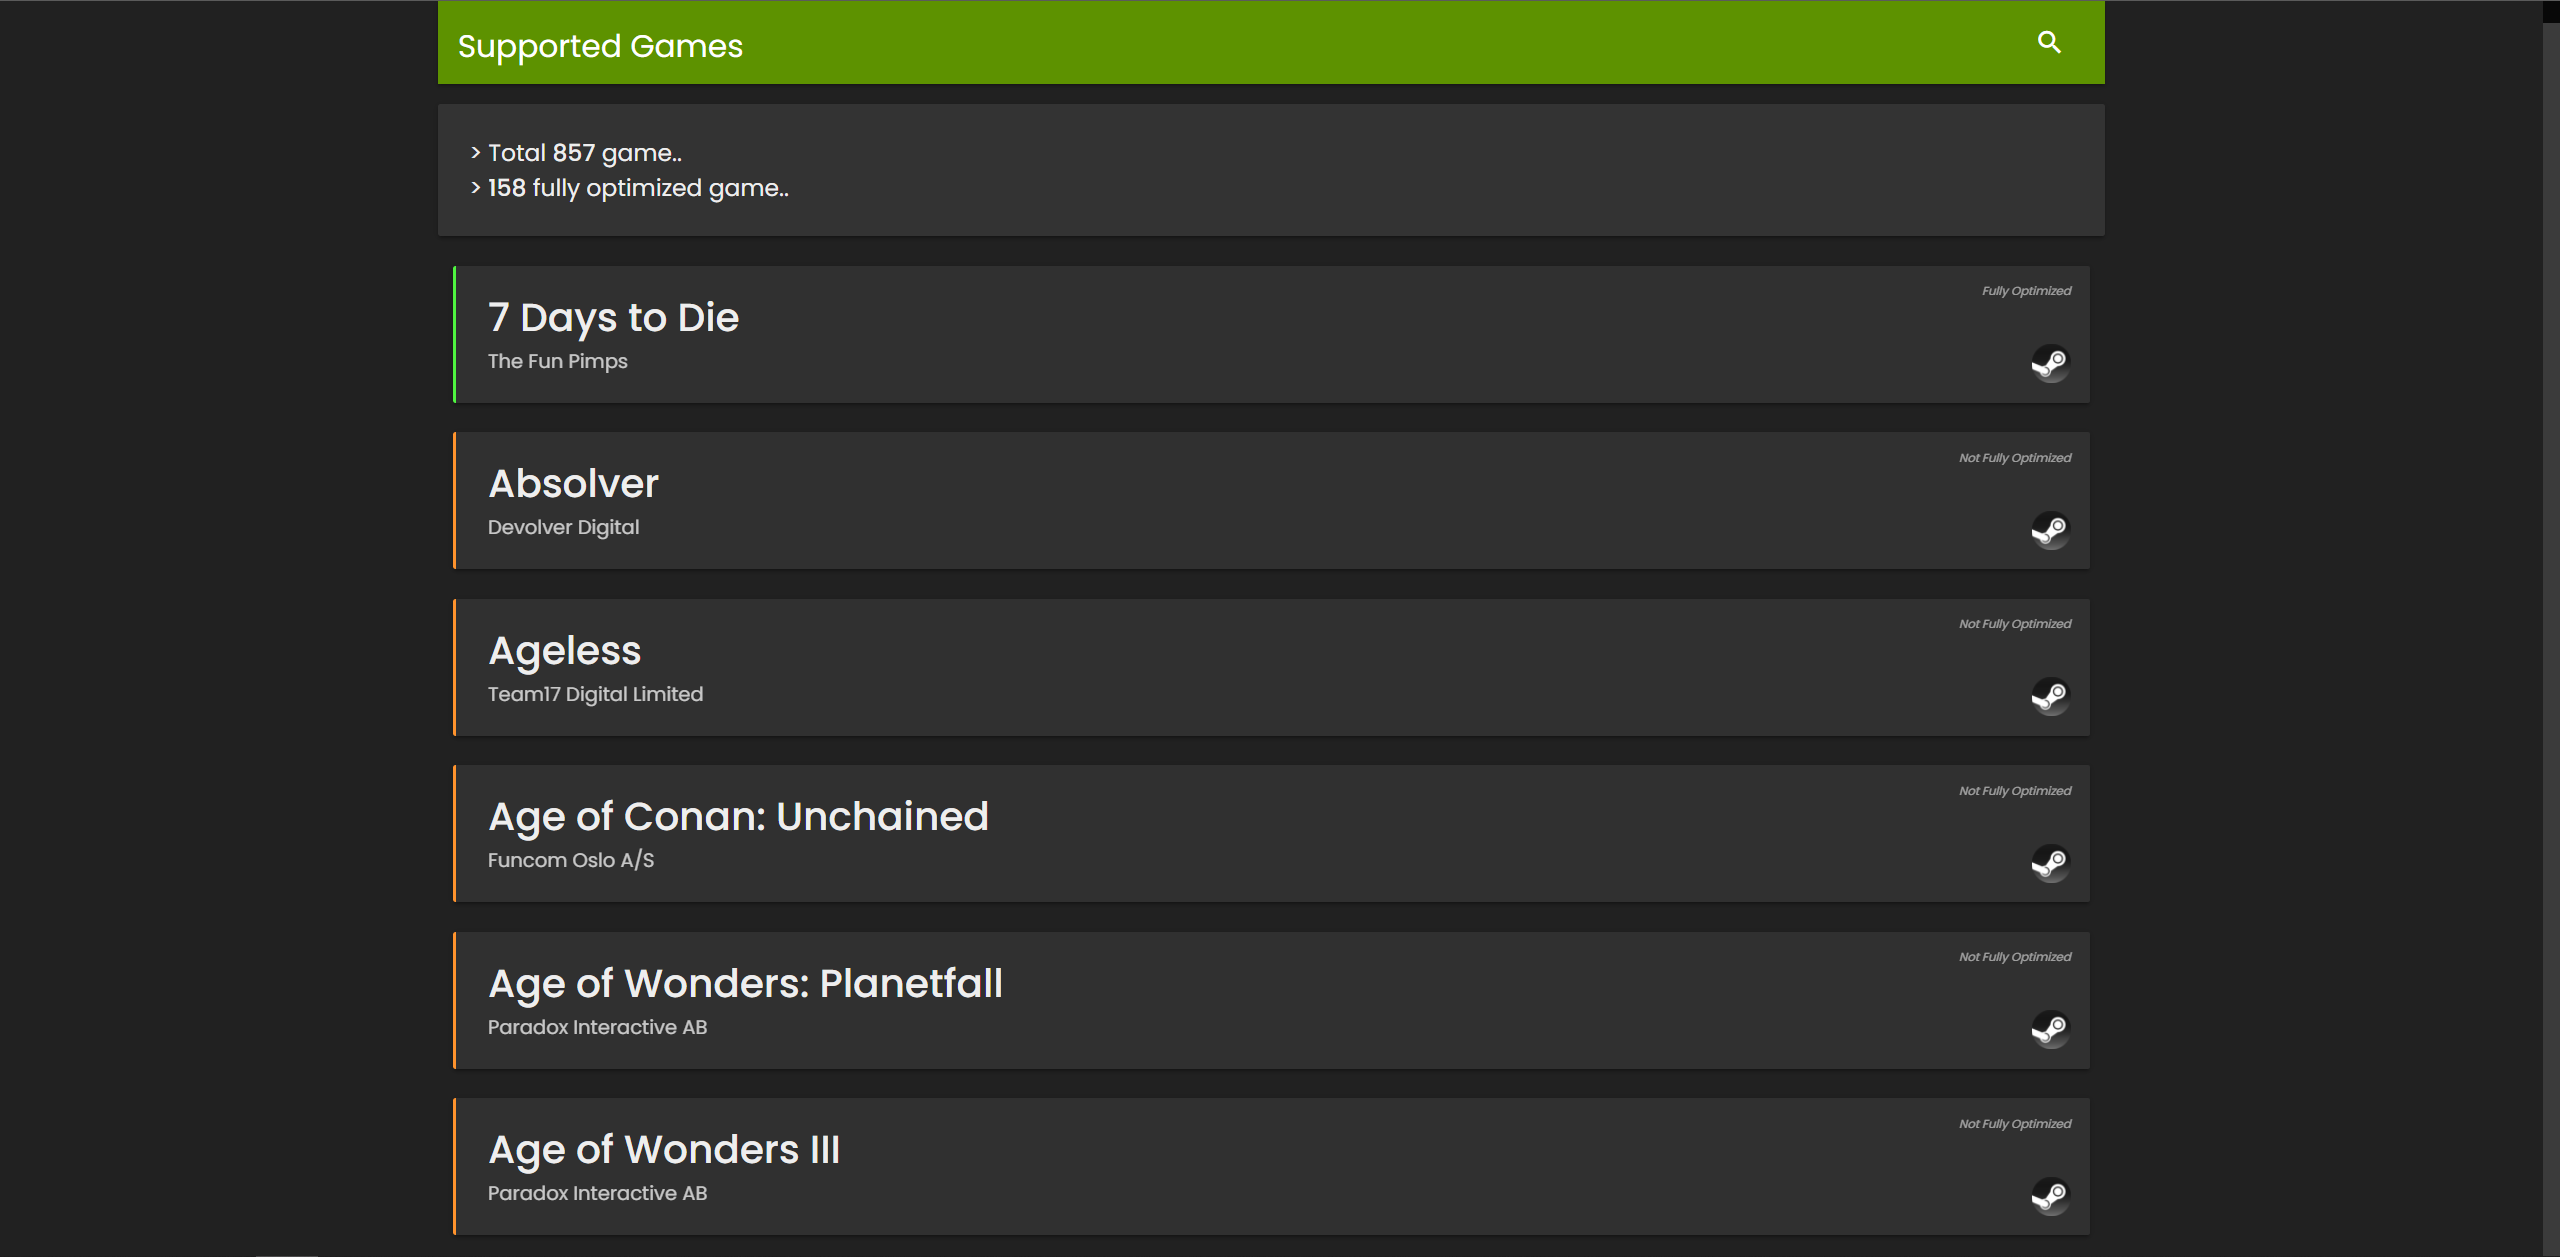 Supported Games
> Total 857 game..
> 158 fully optimized game..
Fully Optimized
7 Days to Die
The Fun Pimps
Not Fully Optimized
Absolver
Devolver Digital
Not Fully Optimized
Ageless
Team17 Digital Limited
Not Fully Optimized
Age of Conan: Unchained
Funcom Oslo A/S
Not Fully Optimized
Age of Wonders: Planetfall
Paradox Interactive AB
Not Fully Optimized
Age of Wonders III
Paradox Interactive AB